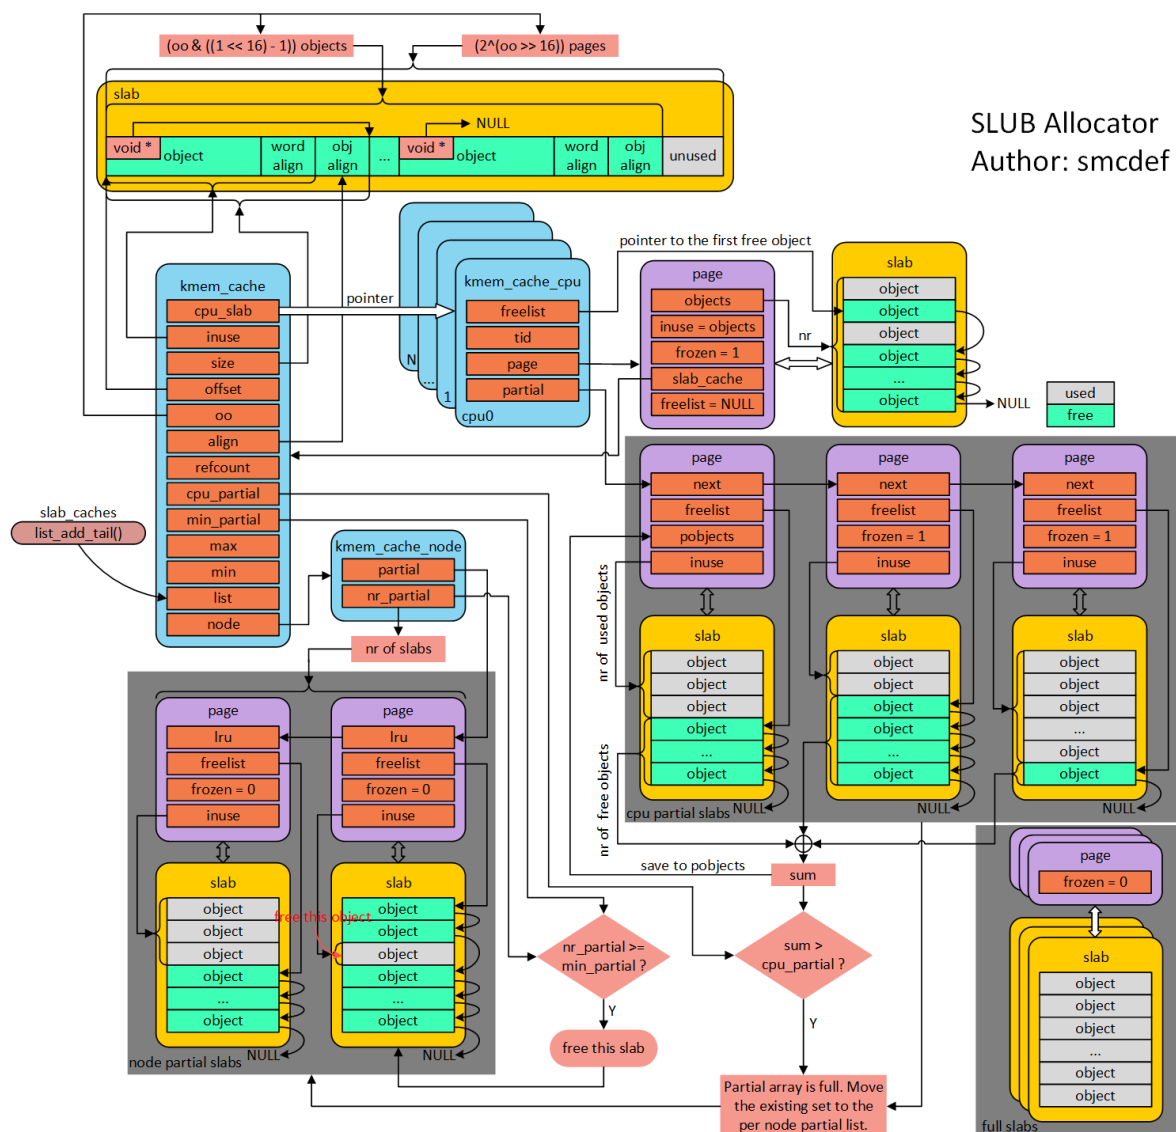 (oo & ((1 << 16) - 1)) objects
(2^(oo >> 16)) pages
slab
NULL
void *
object
word
align
obj
align
...
void *
object
word
align
obj
align
unused
SLUB Allocator
Author: smcdef
kmem_cache
cpu_slab
inuse
size
offset
oo
align
refcount
cpu_partial
min_partial
max
min
list
node
pointer
slab_caches
list_add_tail()
N
...
1
kmem_cache_cpu
freelist
tid
page
partial
cpu0
pointer to the first free object
page
objects
inuse = objects
frozen = 1
slab_cache
freelist = NULL
nr
slab
object
object
object
object
...
object
NULL
used
free
page
next
freelist
pobjects
inuse
page
next
freelist
frozen = 1
inuse
page
next
freelist
frozen = 1
inuse
nr of used objects
nr of free objects
slab
object
object
object
object
...
object
NULL
slab
object
object
object
object
...
object
NULL
slab
object
object
object
...
object
object
NULL
cpu partial slabs
kmem_cache_node
partial
nr_partial
nr of slabs
page
lru
freelist
frozen = 0
inuse
page
lru
freelist
frozen = 0
inuse
slab
object
object
object
object
...
object
NULL
slab
object
object
object
object
...
object
NULL
free this object
node partial slabs
save to pobjects
sum
nr_partial >=
min_partial ?
Y
free this slab
sum >
cpu_partial ?
Y
Partial array is full. Move
the existing set to the
per node partial list.
page
frozen = 0
slab
object
object
object
...
object
object
full slabs